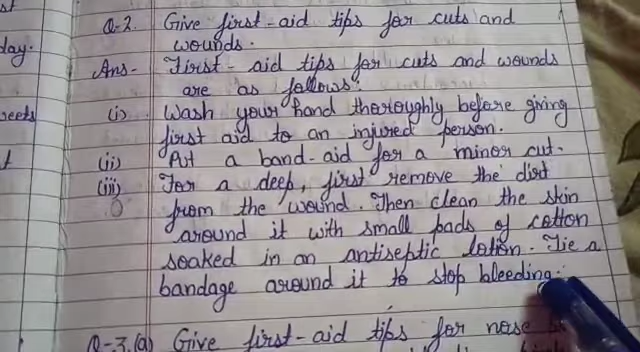 st
day.
eets
t
Q-2. Give first-aid tips for cuts and
wounds.
Ans- First-aid tips for cuts and wounds
are as follows:
(i) Wash your hand thoroughly before giving
first aid to an injured person.
(ii) Put a band-aid for a minor cut.
(iii) For a deep, first remove the dirt
from the wound. Then clean the skin
around it with small pads of cotton
soaked in an antiseptic lotion. Tie a
bandage around it to stop bleeding.
Q-3.(a) Give first-aid tips for nose